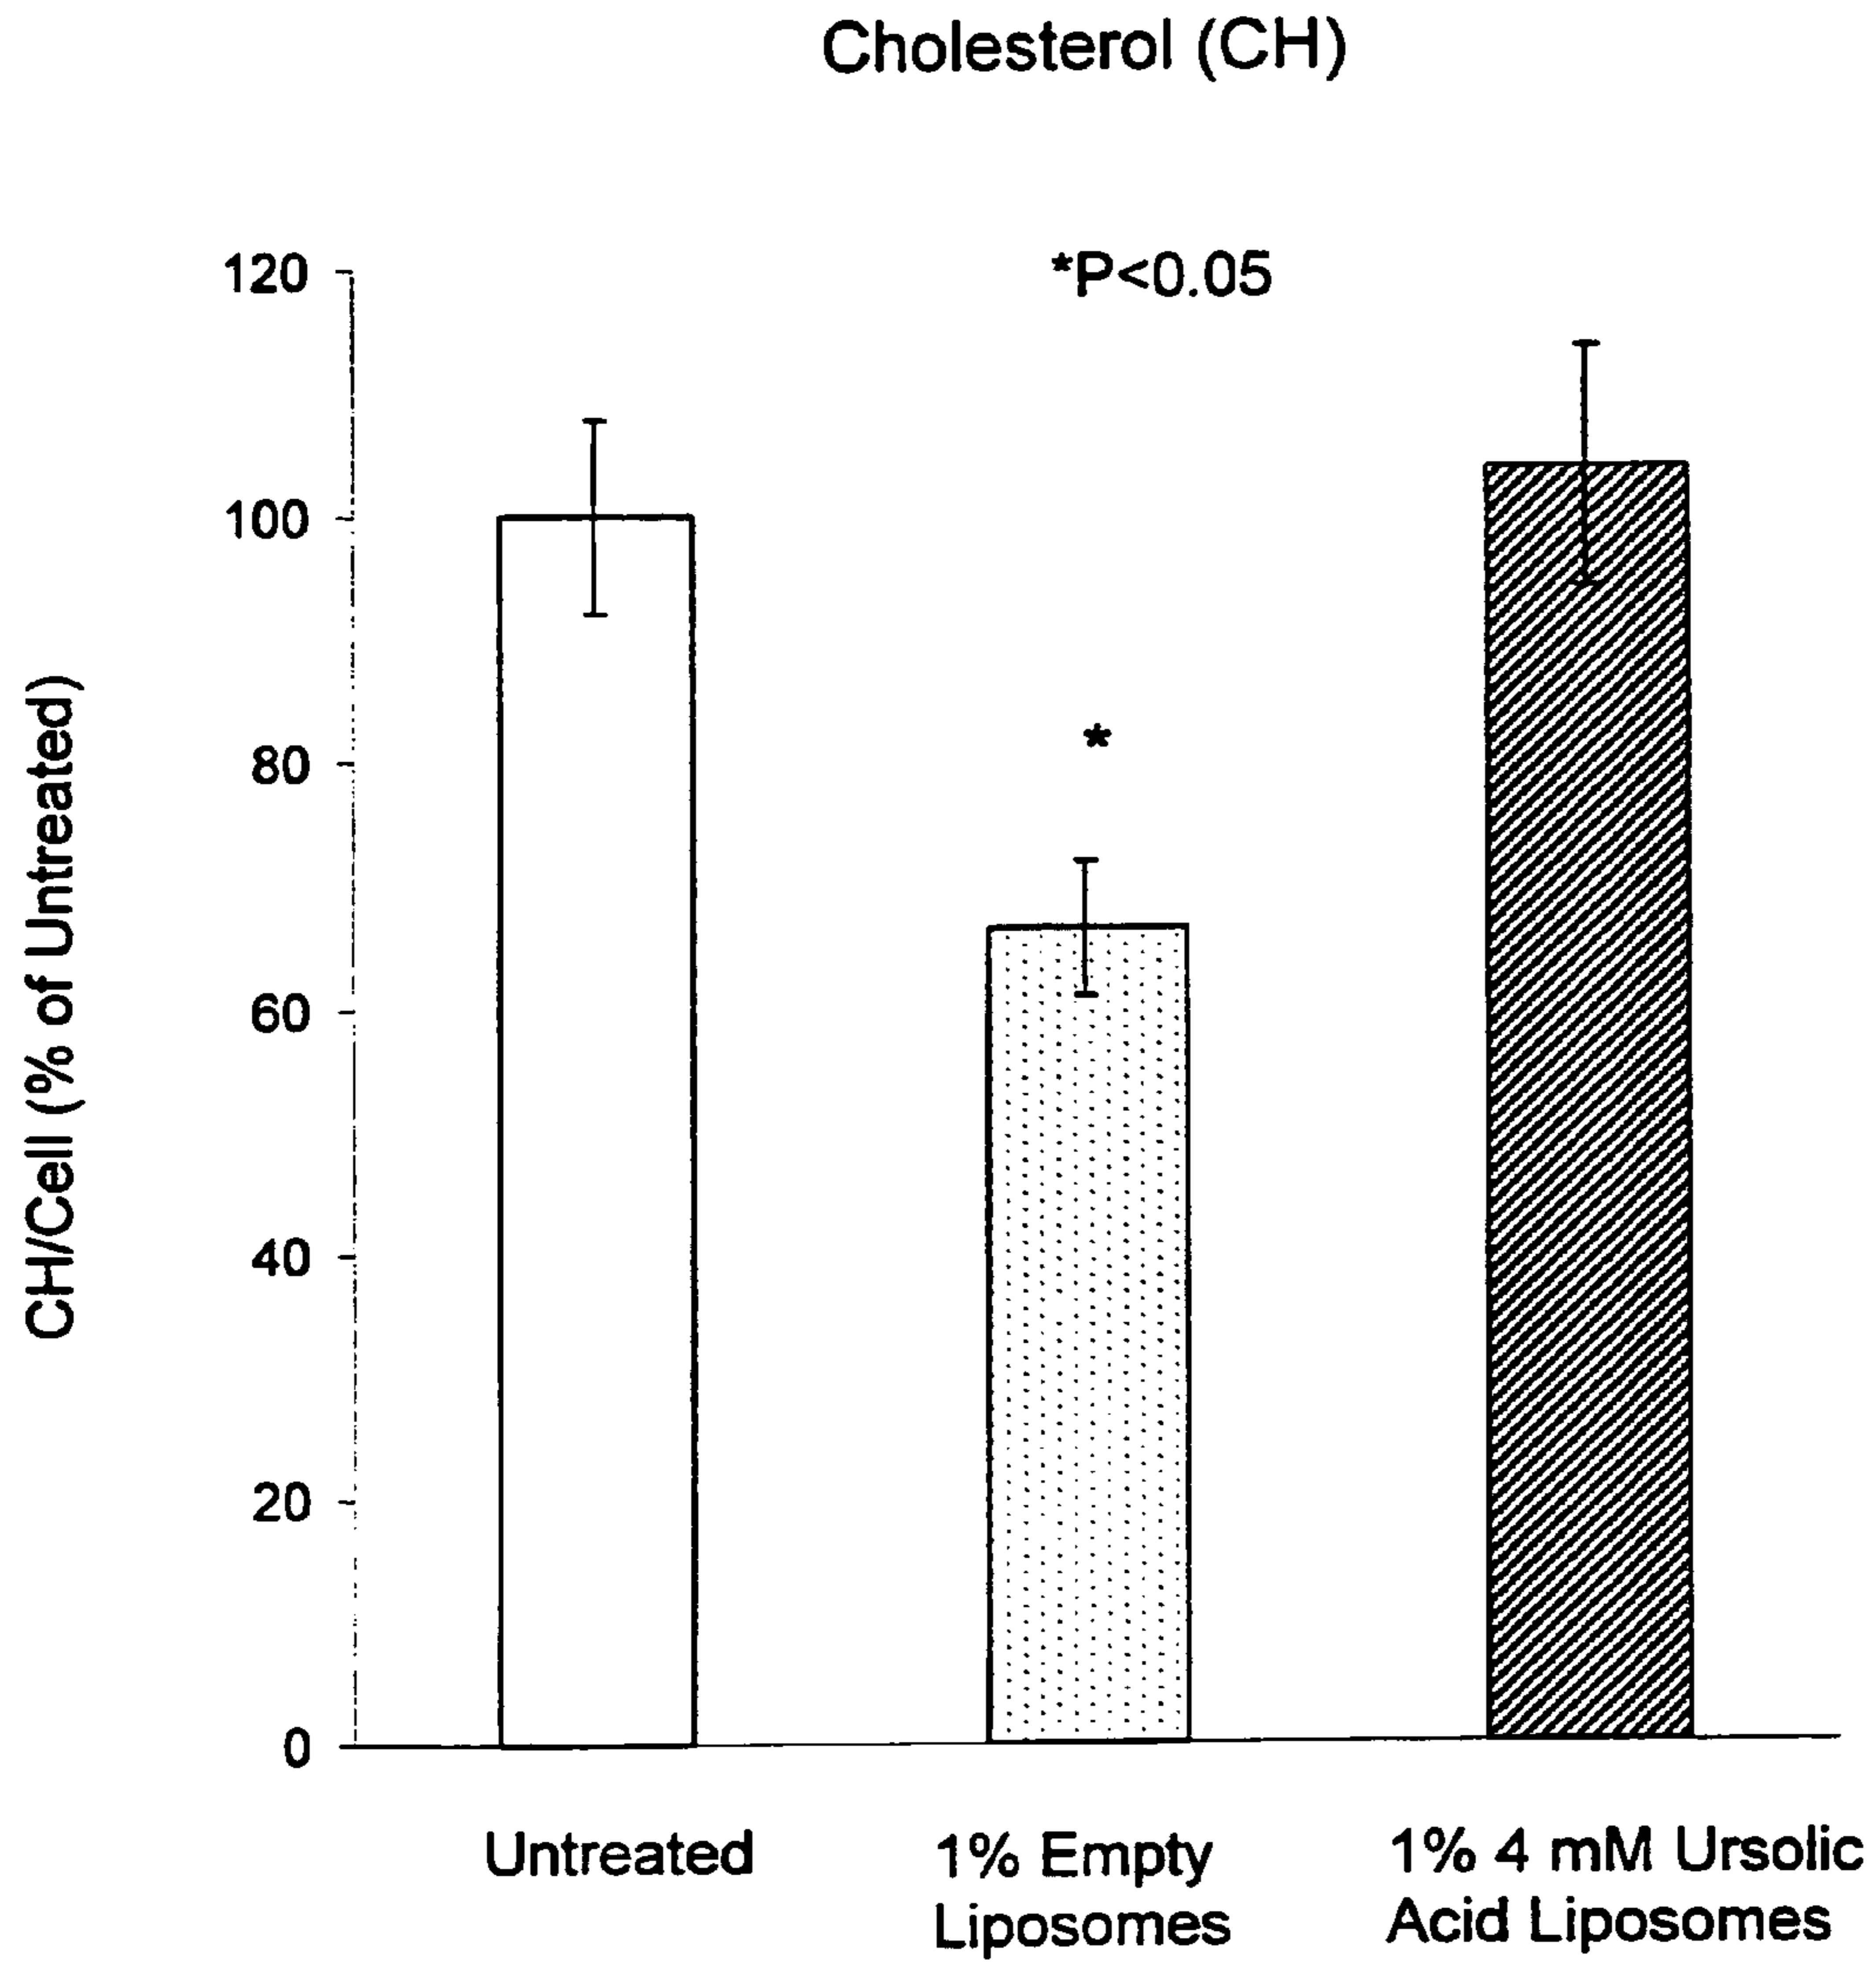 Cholesterol (CH)
*P<0.05
120
100
80
60
40
20
0
CH/Cell (% of Untreated)
*
Untreated
1% Empty
Liposomes
1% 4 mM Ursolic
Acid Liposomes